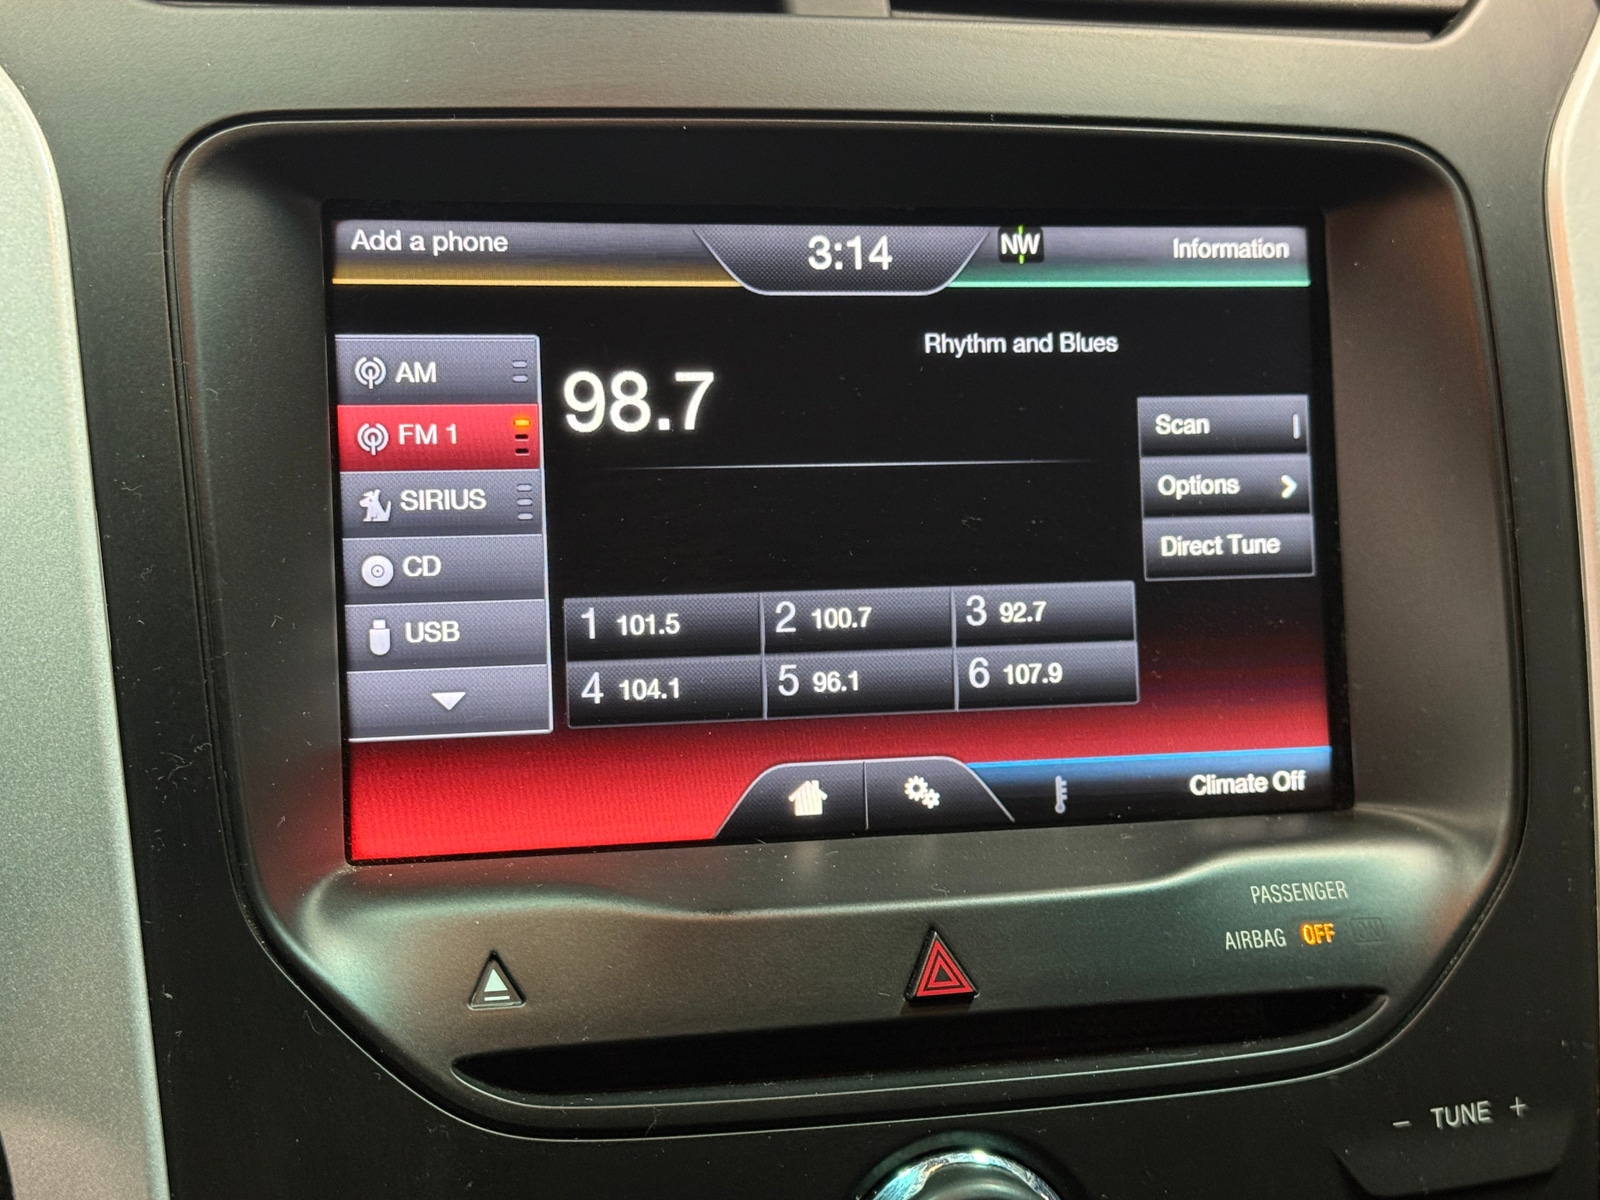 Add a phone
3:14
NW
Information
Rhythm and Blues
98.7
AM
FM 1
SIRIUS
CD
USB
Scan
Options
Direct Tune
1 101.5
2 100.7
3 92.7
4 104.1
5 96.1
6 107.9
Climate Off
PASSENGER
AIRBAG OFF ON
− TUNE +